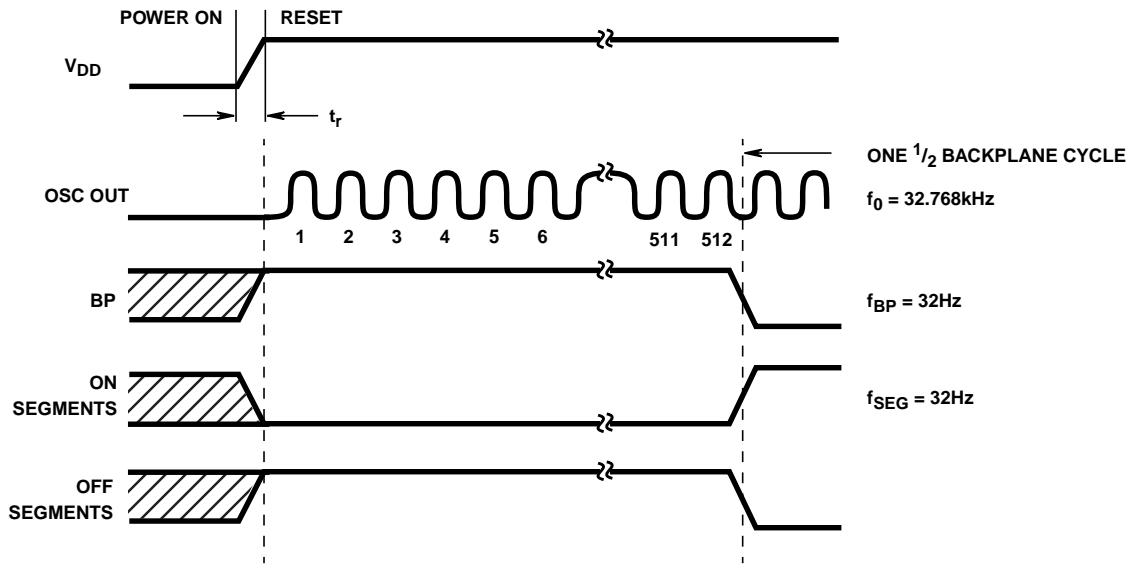 POWER ON RESET
VDD
tr
ONE 1/2 BACKPLANE CYCLE
OSC OUT
f0 = 32.768kHz
1 2 3 4 5 6 511 512
BP
fBP = 32Hz
ON
SEGMENTS
fSEG = 32Hz
OFF
SEGMENTS